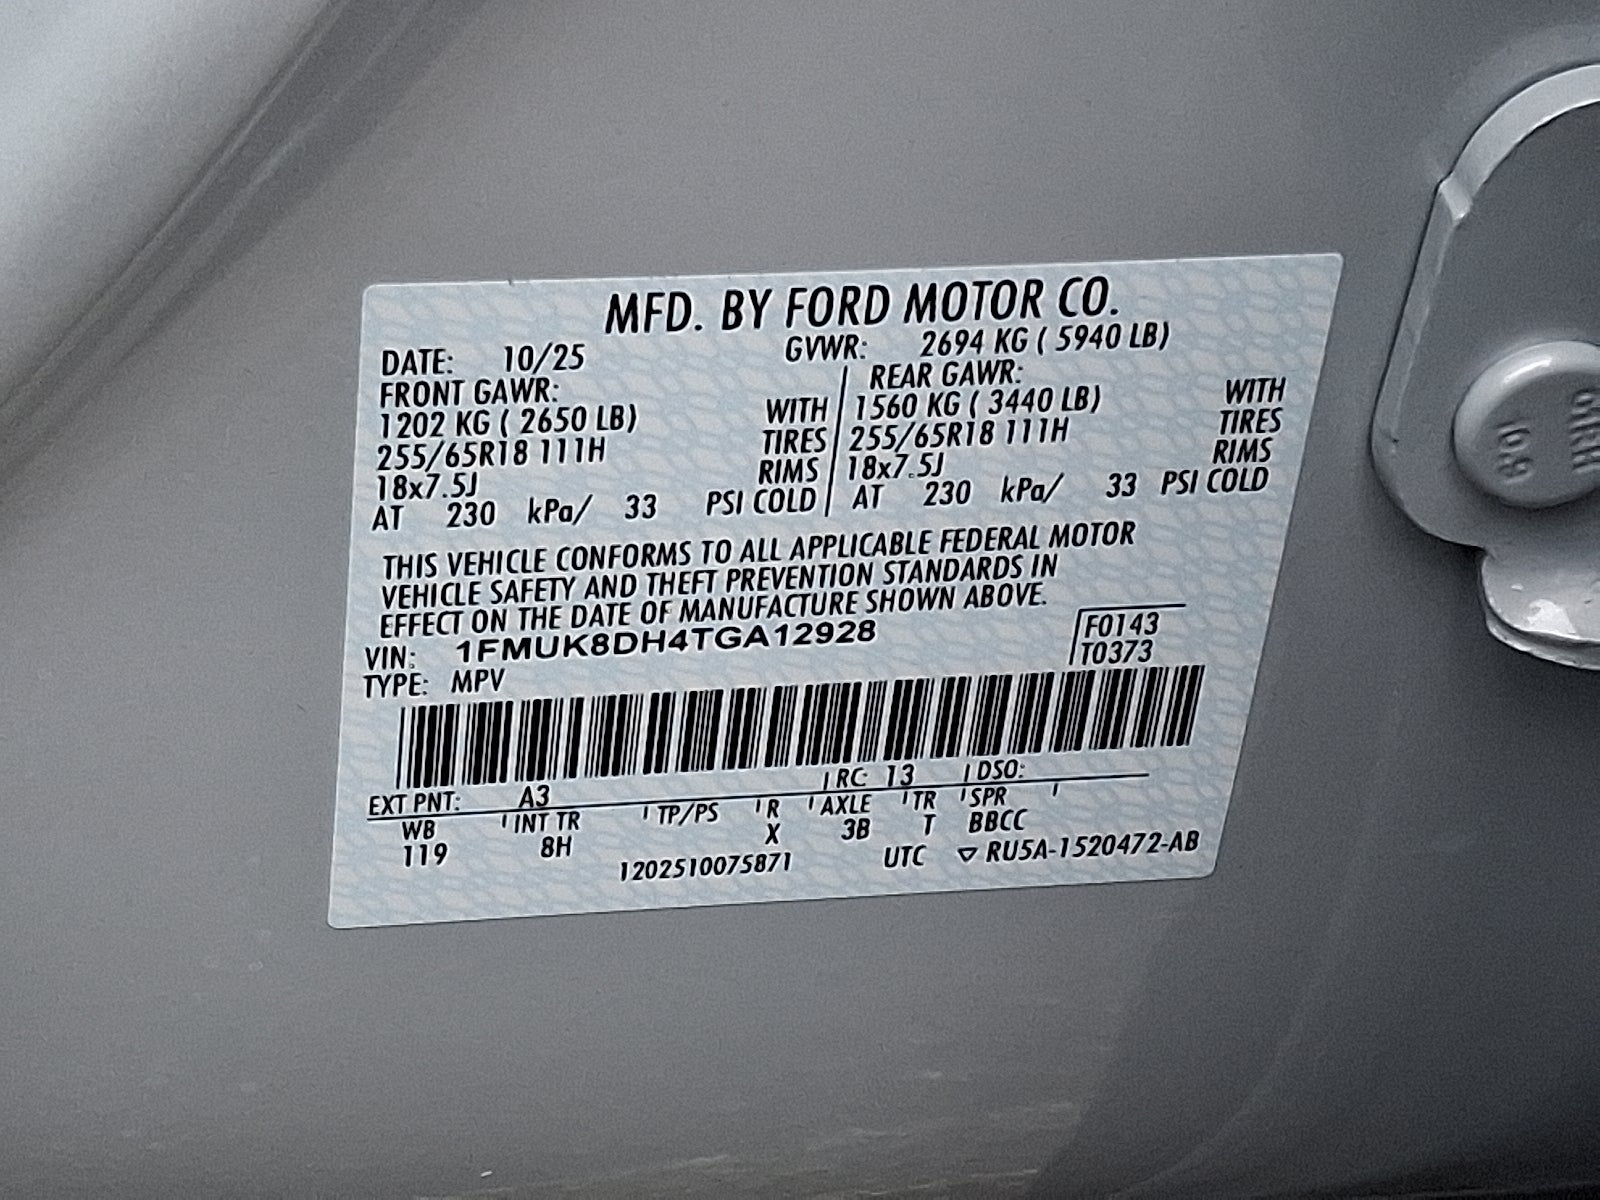 MFD. BY FORD MOTOR CO.
DATE: 10/25 GVWR: 2694 KG ( 5940 LB)
FRONT GAWR: REAR GAWR:
1202 KG ( 2650 LB) WITH 1560 KG ( 3440 LB) WITH
255/65R18 111H TIRES 255/65R18 111H TIRES
18x7.5J RIMS 18x7.5J RIMS
AT 230 kPa/ 33 PSI COLD AT 230 kPa/ 33 PSI COLD
THIS VEHICLE CONFORMS TO ALL APPLICABLE FEDERAL MOTOR
VEHICLE SAFETY AND THEFT PREVENTION STANDARDS IN
EFFECT ON THE DATE OF MANUFACTURE SHOWN ABOVE.
VIN: 1FMUK8DH4TGA12928 F0143
TYPE: MPV T0373
EXT PNT: A3 RC: 13 DSO:
WB INT TR TP/PS R AXLE TR SPR
119 8H X 3B T BBCC
1202510075871 UTC ▽ RU5A-1520472-AB
10.9